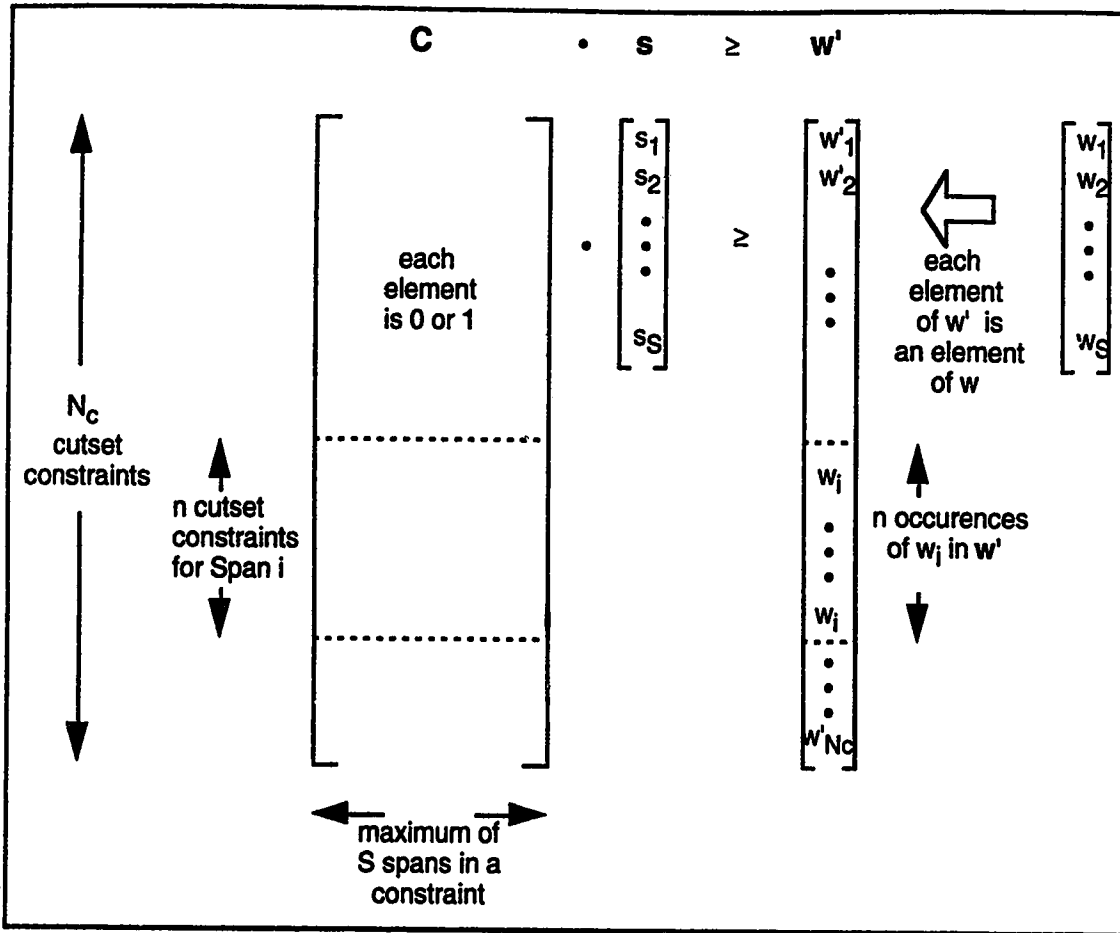 C • s ≥ w'
s1
s2
sS
•
≥
w'1
w'2
wi
wi
w'Nc
w1
w2
wS
each
element
is 0 or 1
each
element
of w' is
an element
of w
Nc
cutset
constraints
n cutset
constraints
for Span i
n occurences
of wi in w'
maximum of
S spans in a
constraint